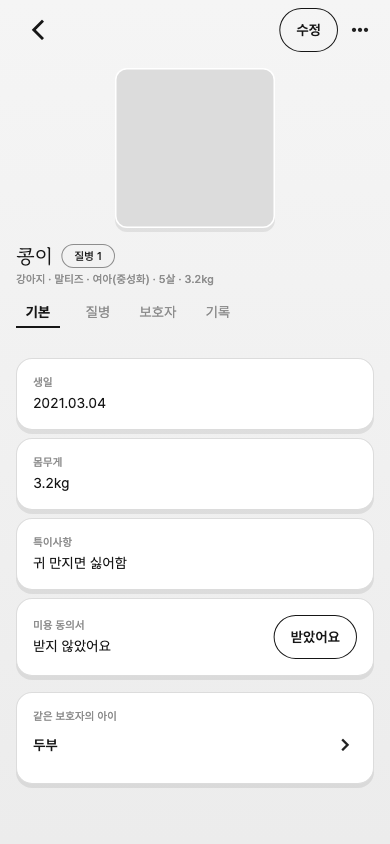 수정
콩이 질병 1
강아지 · 말티즈 · 여아(중성화) · 5살 · 3.2kg
기본 질병 보호자 기록
생일
2021.03.04
몸무게
3.2kg
특이사항
귀 만지면 싫어함
미용 동의서
받지 않았어요
받았어요
같은 보호자의 아이
두부